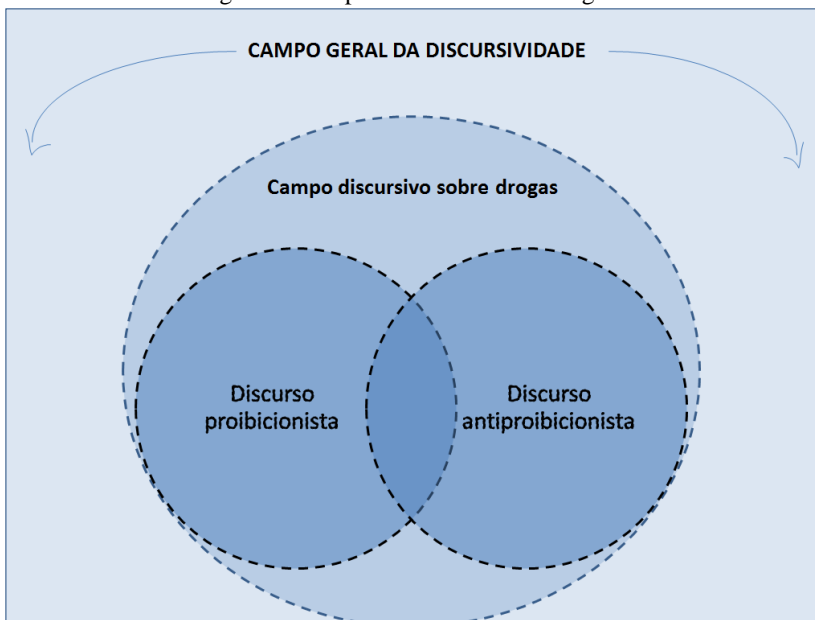 CAMPO GERAL DA DISCURSIVIDADE
Campo discursivo sobre drogas
Discurso
proibicionista
Discurso
antiproibicionista